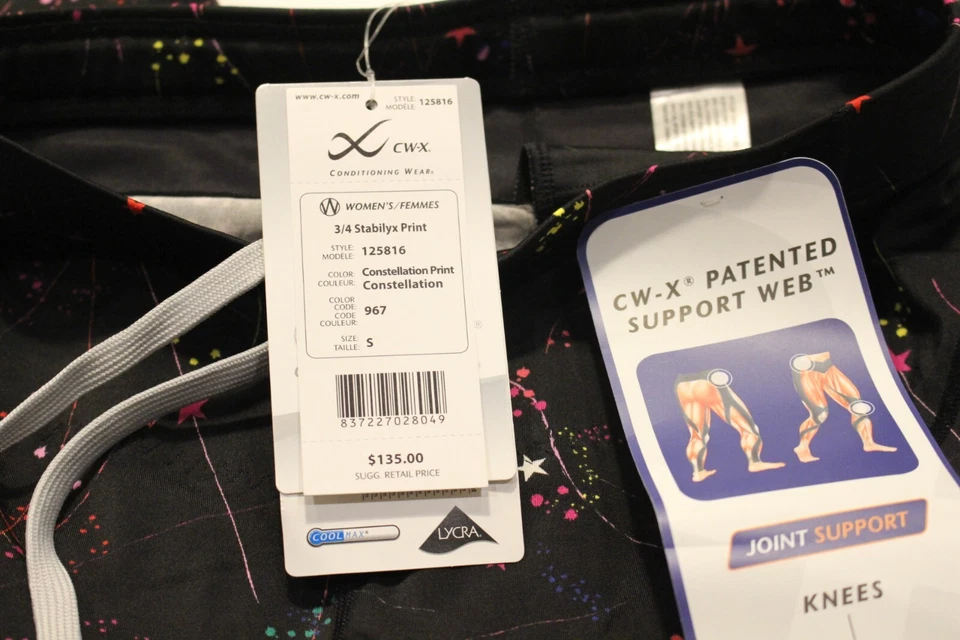 www.cw-x.com
STYLE:
MODÈLE: 125816
CW-X®
CONDITIONING WEAR®
W WOMEN'S/FEMMES
3/4 Stabilyx Print
STYLE:
MODÈLE: 125816
COLOR: Constellation Print
COULEUR: Constellation
COLOR
CODE: 967
CODE
COULEUR:
SIZE:
TAILLE: S
837227028049
$135.00
SUGG. RETAIL PRICE
COOLMAX®
LYCRA®
CW-X® PATENTED
SUPPORT WEB™
JOINT SUPPORT
KNEES